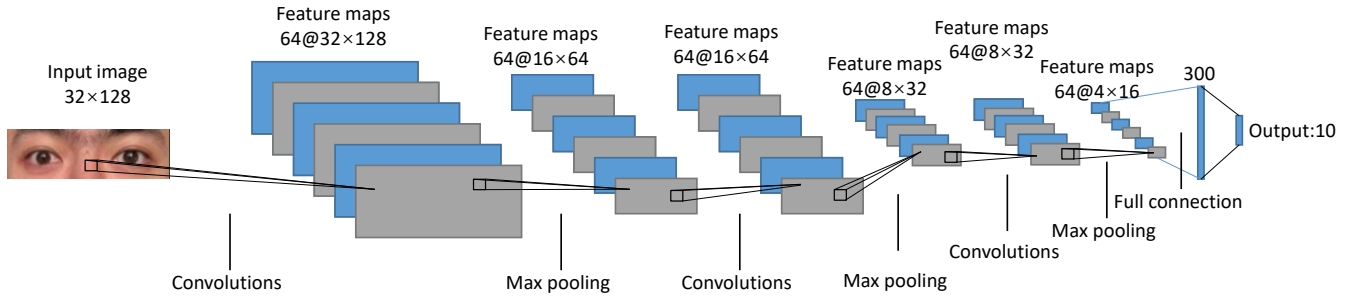 Input image
32×128
Feature maps
64@32×128
Feature maps
64@16×64
Feature maps
64@16×64
Feature maps
64@8×32
Feature maps
64@8×32
Feature maps
64@4×16
300
Output:10
Convolutions
Max pooling
Convolutions
Max pooling
Convolutions
Max pooling
Full connection